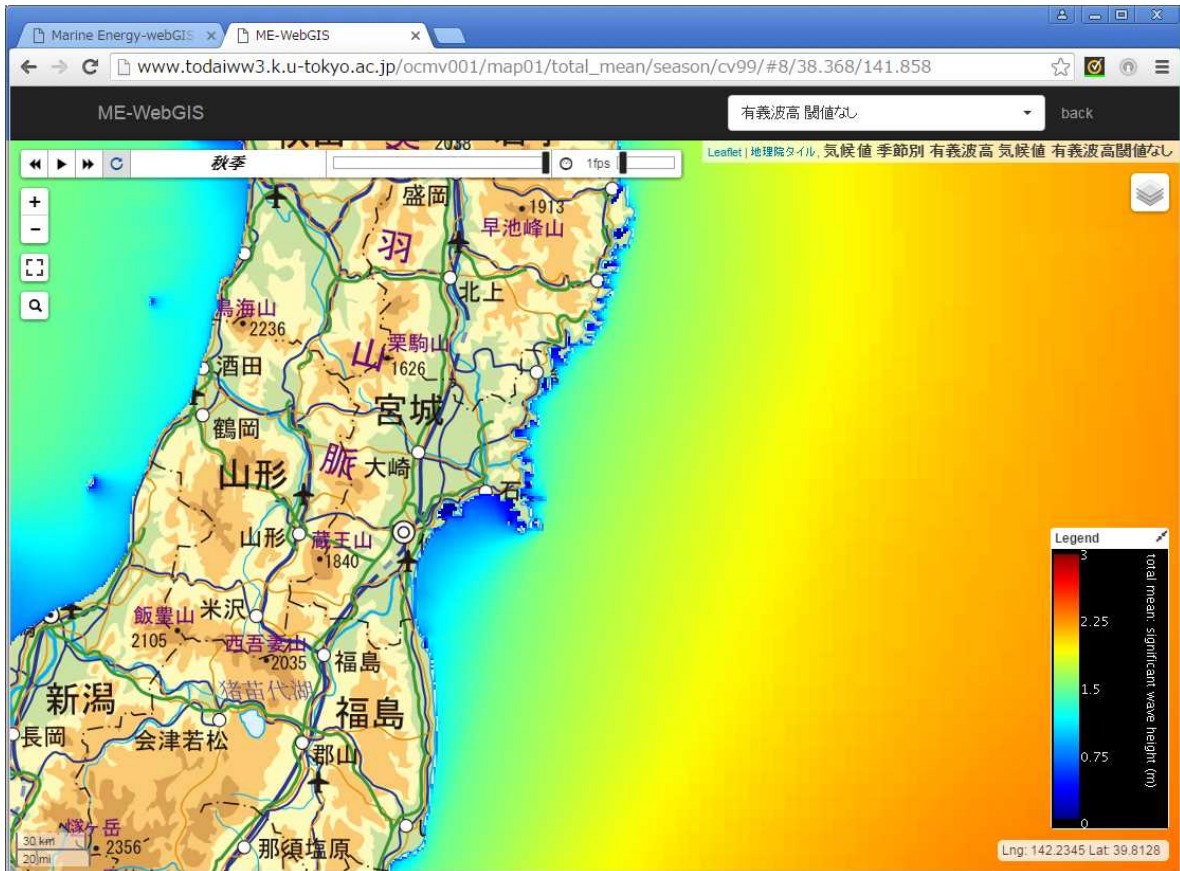 Marine Energy-webGIS
ME-WebGIS
www.todaiww3.k.u-tokyo.ac.jp/ocmv001/map01/total_mean/season/cv99/#8/38.368/141.858
ME-WebGIS
有義波高 閾値なし
back
秋季
1fps
Leaflet | 地理院タイル, 気候値 季節別 有義波高 気候値 有義波高閾値なし
2038
+
−
盛岡
1913
早池峰山
羽
北上
鳥海山
2236
栗駒山
1626
山
酒田
宮城
鶴岡
脈
大崎
山形
石
山形
蔵王山
1840
Legend
3
2.25
1.5
0.75
0
total mean: significant wave height (m)
飯豊山
2105
米沢
西吾妻山
2035
福島
猪苗代湖
新潟
福島
長岡
会津若松
郡山
30 km
20 mi
2356
那須塩原
Lng: 142.2345 Lat: 39.8128